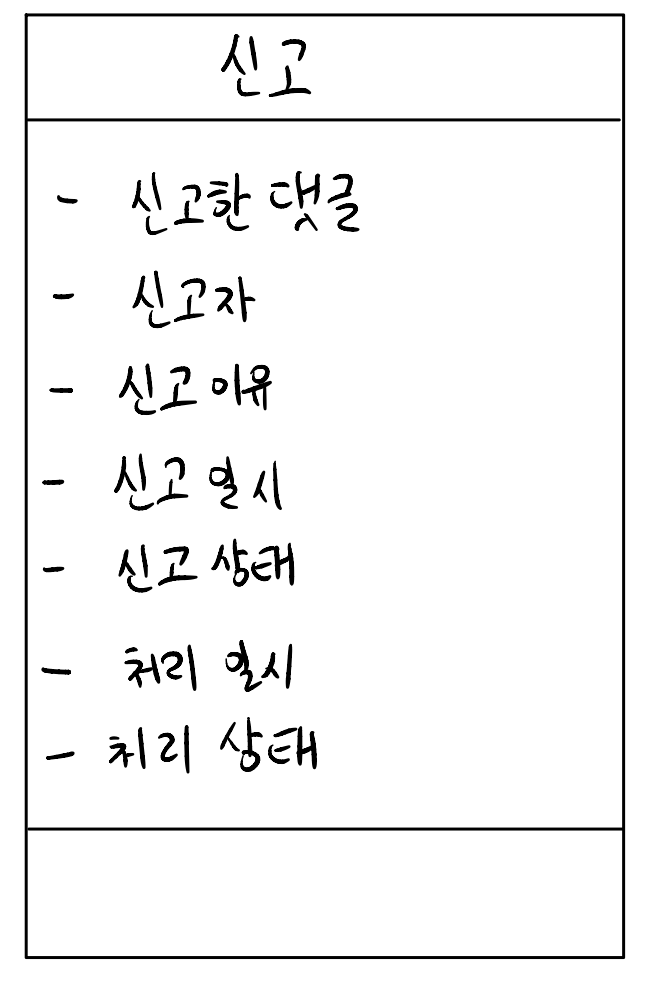 신고
- 신고한 댓글
- 신고자
- 신고 이유
- 신고 일시
- 신고 상태
- 처리 일시
- 처리 상태